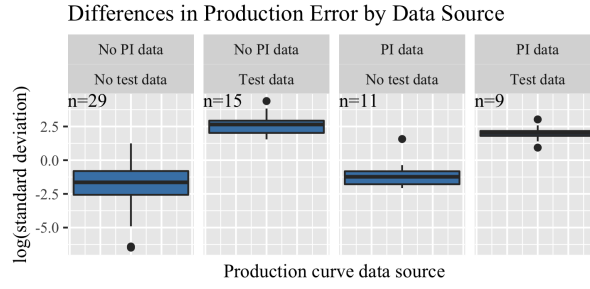 Differences in Production Error by Data Source
No PI data
No PI data
PI data
PI data
No test data
Test data
No test data
Test data
n=29
n=15
n=11
n=9
log(standard deviation)
2.5
0.0
-2.5
-5.0
Production curve data source